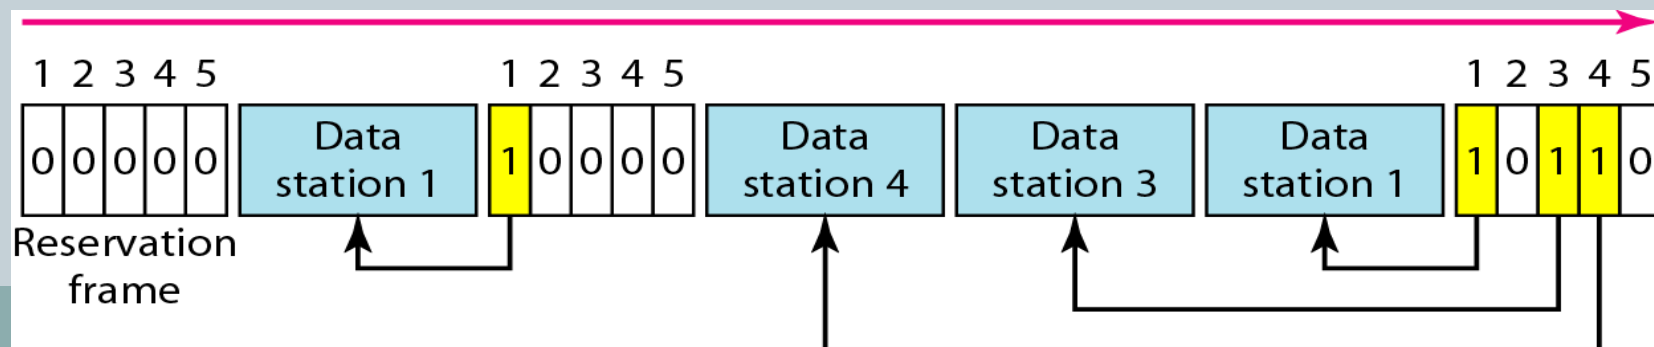 1 2 3 4 5 1 2 3 4 5 1 2 3 4 5
0 0 0 0 0 Data station 1 1 0 0 0 0 Data station 4 Data station 3 Data station 1 1 0 1 1 0
Reservation
frame